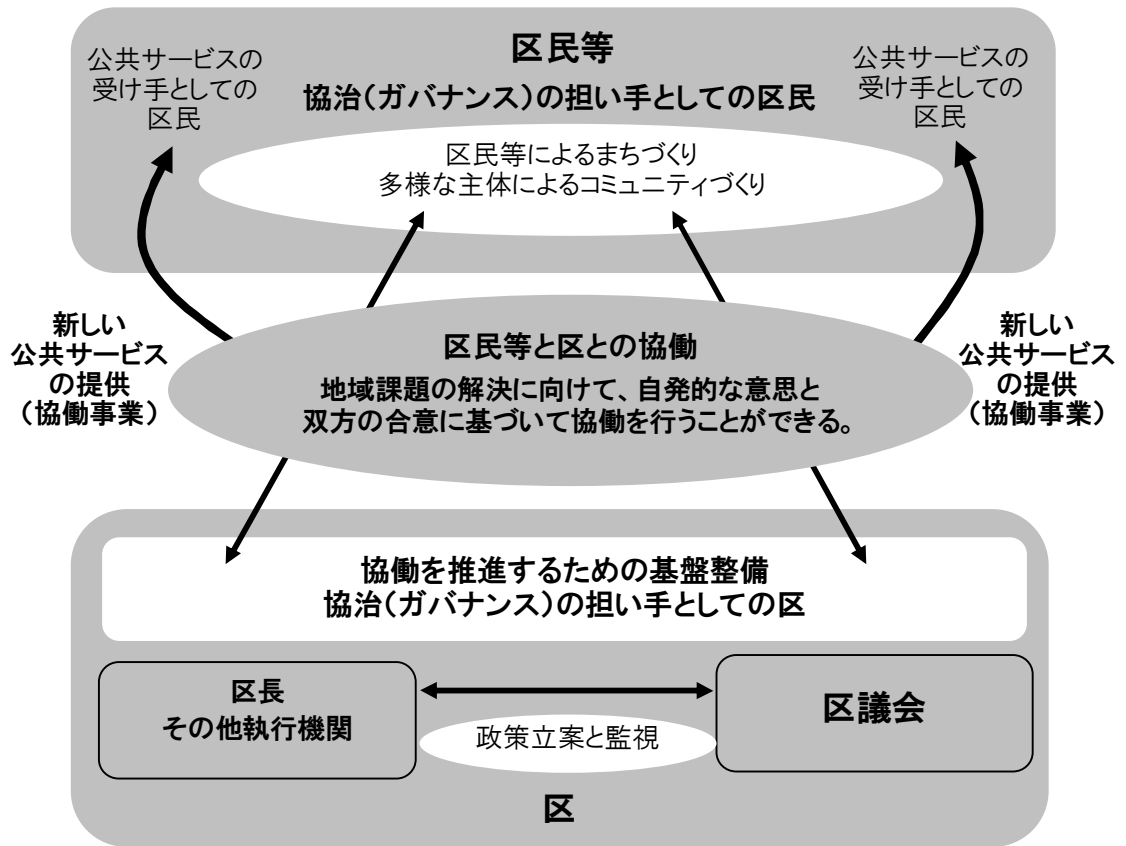 区民等
協治(ガバナンス)の担い手としての区民
公共サービスの
受け手としての
区民
公共サービスの
受け手としての
区民
区民等によるまちづくり
多様な主体によるコミュニティづくり
新しい
公共サービス
の提供
(協働事業)
区民等と区との協働
地域課題の解決に向けて、自発的な意思と
双方の合意に基づいて協働を行うことができる。
新しい
公共サービス
の提供
(協働事業)
協働を推進するための基盤整備
協治(ガバナンス)の担い手としての区
区長
その他執行機関
政策立案と監視
区議会
区